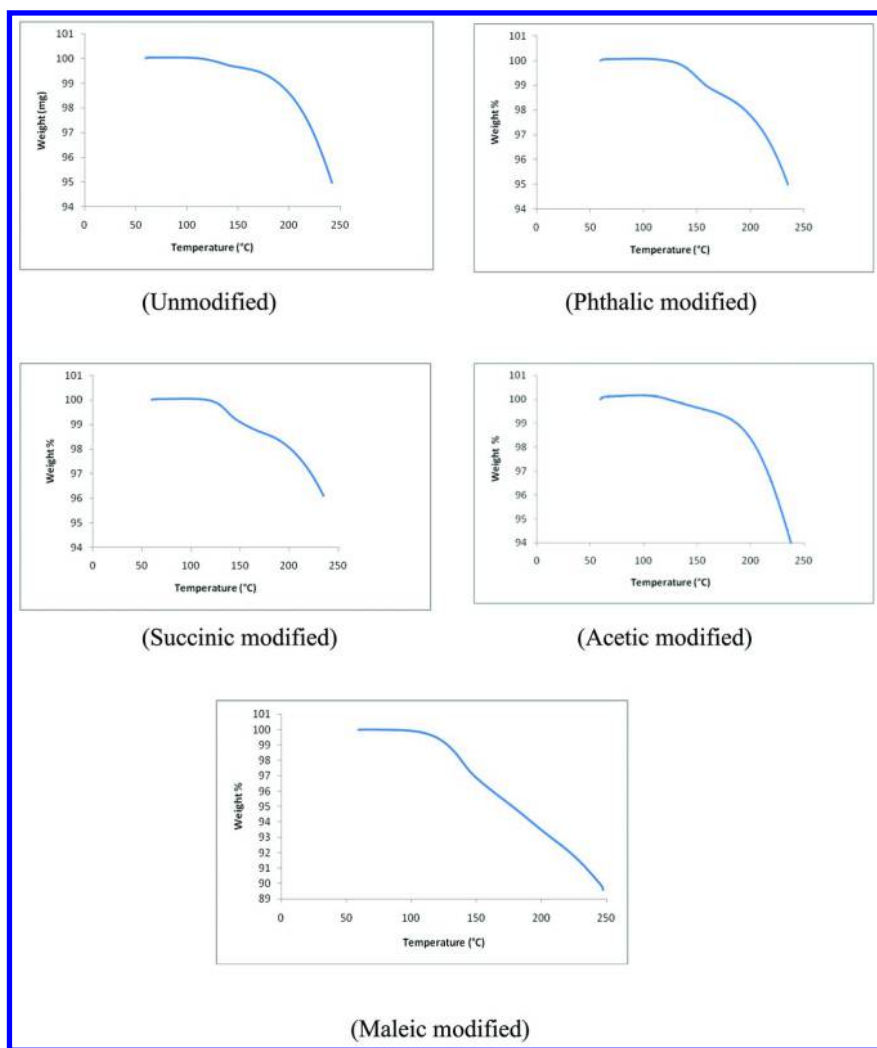 101
100
99
98
97
96
95
94
0 50 100 150 200 250
Weight (mg)
Temperature (°C)
(Unmodified)
101
100
99
98
97
96
95
94
0 50 100 150 200 250
Weight %
Temperature (°C)
(Phthalic modified)
101
100
99
98
97
96
95
94
0 50 100 150 200 250
Weight %
Temperature (°C)
(Succinic modified)
101
100
99
98
97
96
95
94
0 50 100 150 200 250
Weight %
Temperature (°C)
(Acetic modified)
101
100
99
98
97
96
95
94
93
92
91
90
89
0 50 100 150 200 250
Weight %
Temperature (°C)
(Maleic modified)